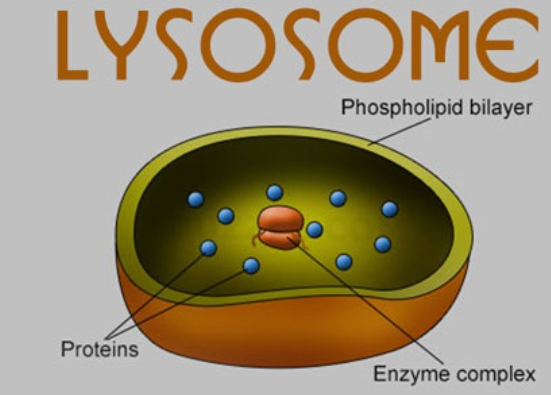 LYSOSOME
Phospholipid bilayer
Proteins
Enzyme complex